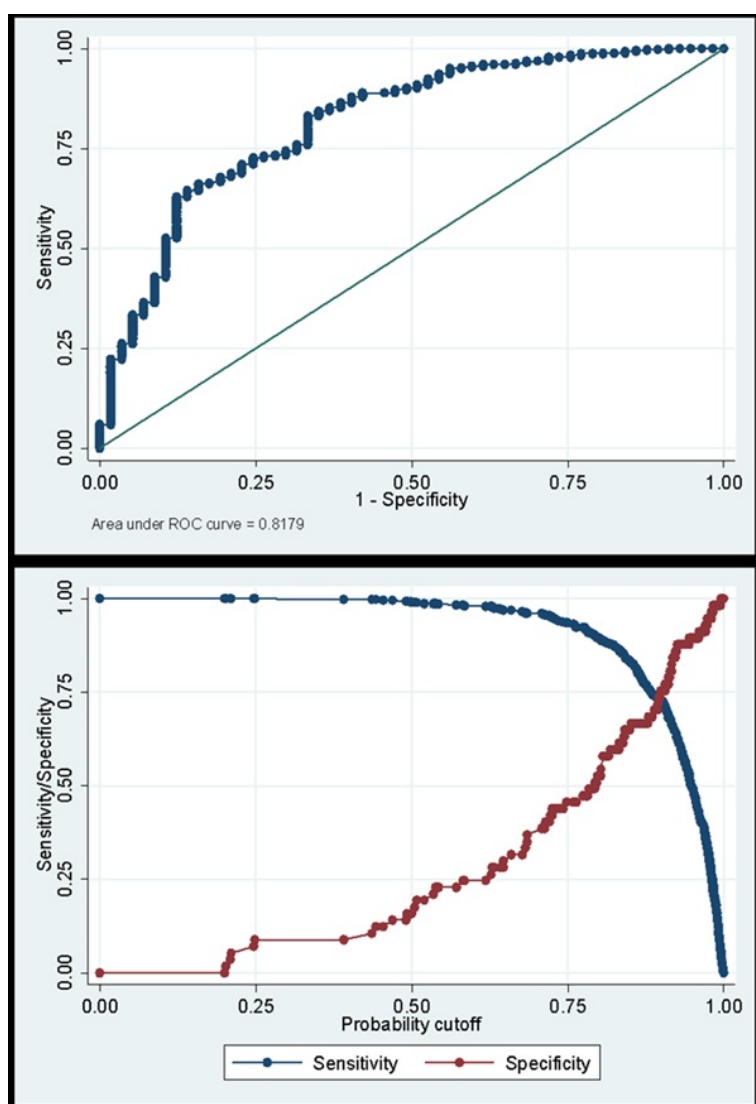 Sensitivity
1.00
0.75
0.50
0.25
0.00
0.00 0.25 0.50 0.75 1.00
1 - Specificity
Area under ROC curve = 0.8179
Sensitivity/Specificity
1.00
0.75
0.50
0.25
0.00
0.00 0.25 0.50 0.75 1.00
Probability cutoff
Sensitivity Specificity